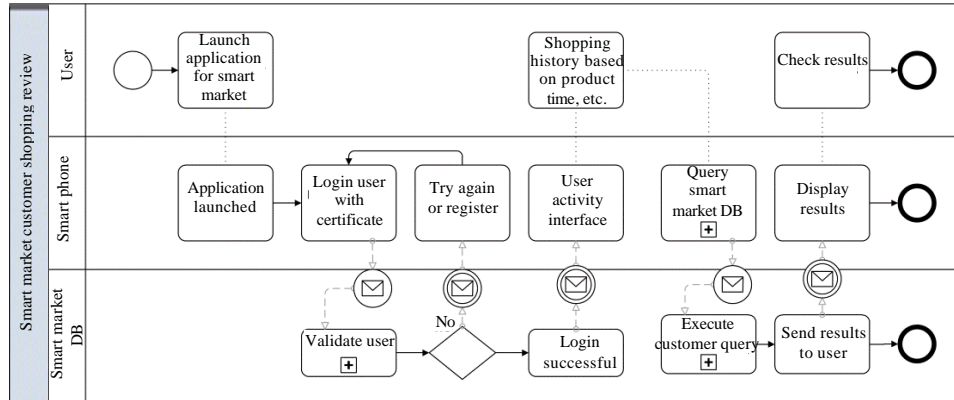 Smart market customer shopping review
User
Launch
application
for smart
market
Shopping
history based
on product
time, etc.
Check results
Smart phone
Application
launched
Login user
with
certificate
Try again
or register
User
activity
interface
Query
smart
market DB
Display
results
Smart market
DB
Validate user
No
Login
successful
Execute
customer query
Send results
to user